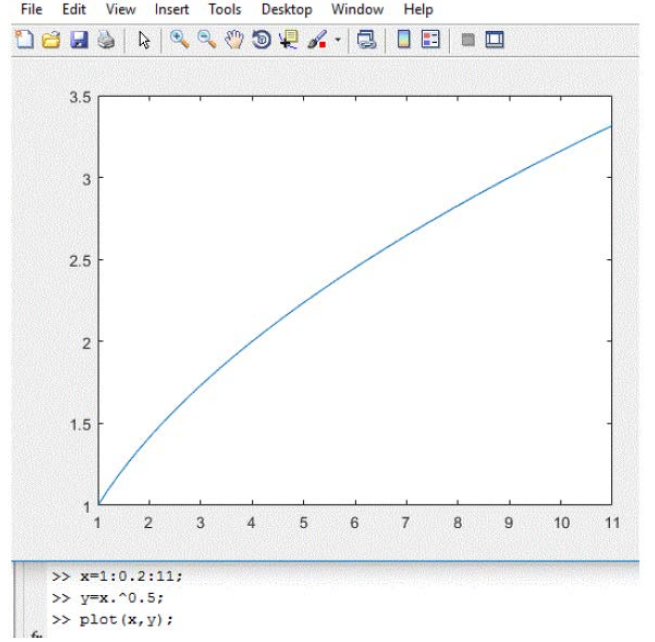 File Edit View Insert Tools Desktop Window Help
3.5
3
2.5
2
1.5
1
1 2 3 4 5 6 7 8 9 10 11
>> x=1:0.2:11;
>> y=x.^0.5;
>> plot(x,y);